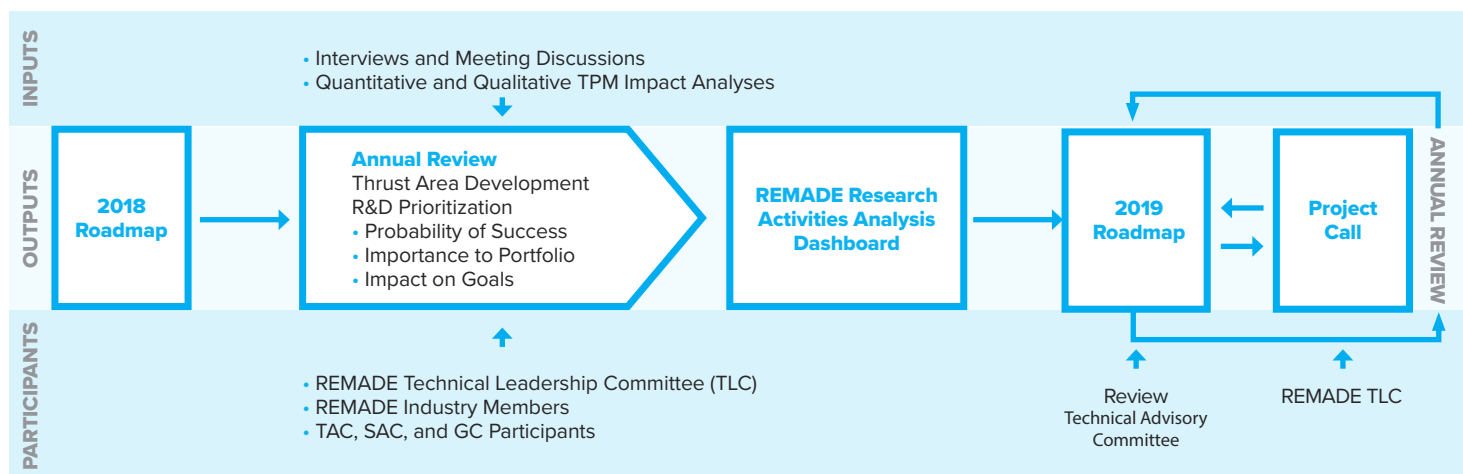 INPUTS
• Interviews and Meeting Discussions
• Quantitative and Qualitative TPM Impact Analyses
OUTPUTS
2018
Roadmap
Annual Review
Thrust Area Development
R&D Prioritization
• Probability of Success
• Importance to Portfolio
• Impact on Goals
REMADE Research
Activities Analysis
Dashboard
2019
Roadmap
Project
Call
ANNUAL REVIEW
PARTICIPANTS
• REMADE Technical Leadership Committee (TLC)
• REMADE Industry Members
• TAC, SAC, and GC Participants
Review
Technical Advisory
Committee
REMADE TLC